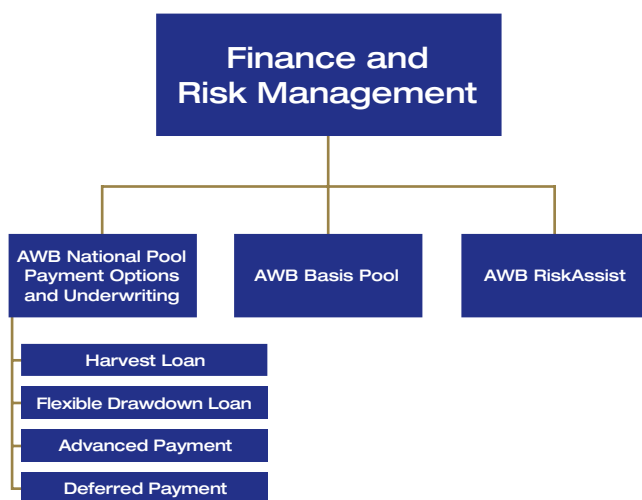 Finance and
Risk Management
AWB National Pool
Payment Options
and Underwriting
AWB Basis Pool
AWB RiskAssist
Harvest Loan
Flexible Drawdown Loan
Advanced Payment
Deferred Payment